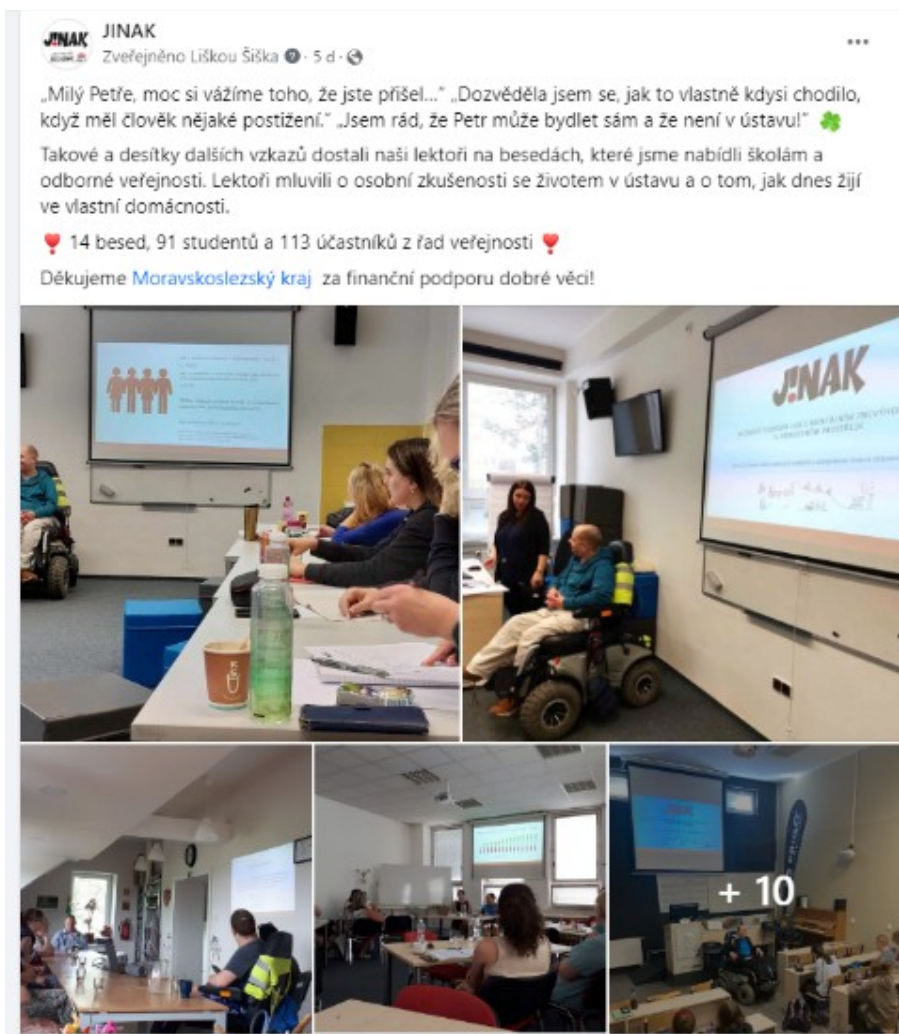 JINAK
Zveřejněno Liškou Šiška · 5 d ·
„Milý Petře, moc si vážíme toho, že jste přišel...“ „Dozvěděla jsem se, jak to vlastně kdysi chodilo,
když měl člověk nějaké postižení.“ „Jsem rád, že Petr může bydlet sám a že není v ústavu!“ 🍀
Takové a desítky dalších vzkazů dostali naši lektoři na besedách, které jsme nabídli školám a
odborné veřejnosti. Lektoři mluvili o osobní zkušenosti se životem v ústavu a o tom, jak dnes žijí
ve vlastní domácnosti.
❣️ 14 besed, 91 studentů a 113 účastníků z řad veřejnosti ❣️
Děkujeme Moravskoslezský kraj za finanční podporu dobré věci!
JINAK
JINAK
+ 10